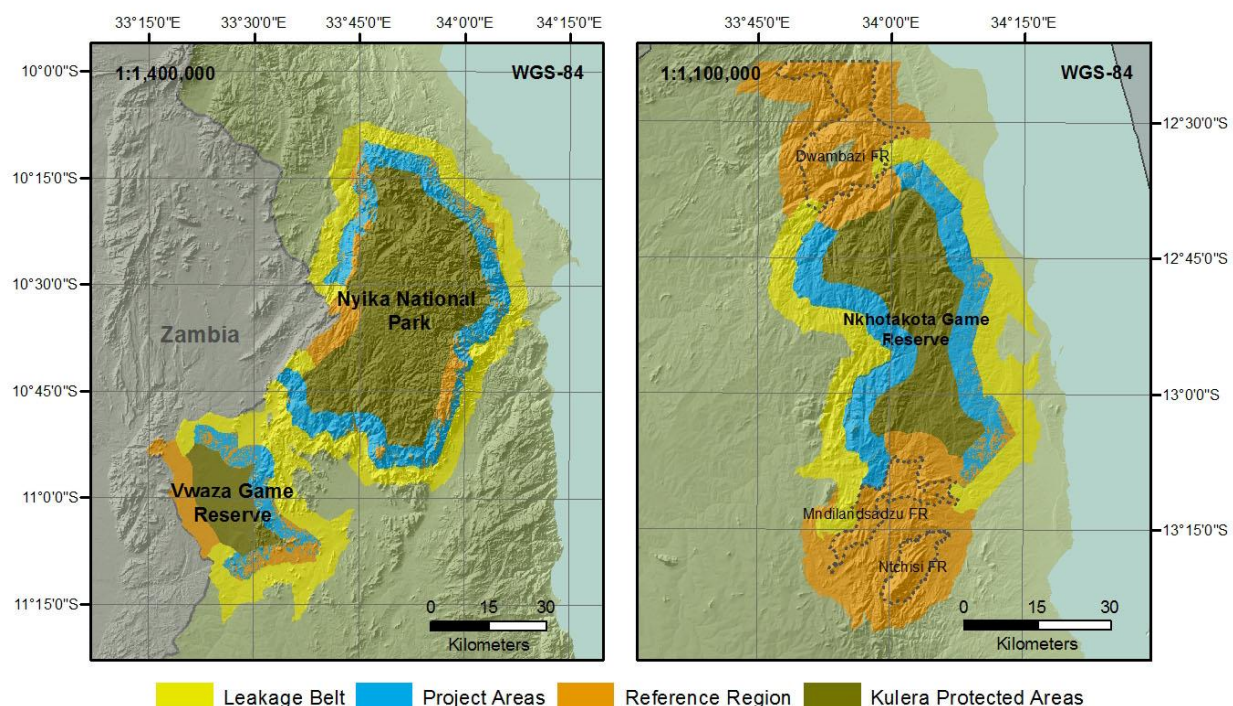 33°15'0"E 33°30'0"E 33°45'0"E 34°0'0"E 34°15'0"E
10°0'0"S
10°15'0"S
10°30'0"S
10°45'0"S
11°0'0"S
11°15'0"S
1:1,400,000
WGS-84
Nyika National
Park
Zambia
Vwaza Game
Reserve
0 15 30
Kilometers
33°45'0"E 34°0'0"E 34°15'0"E
1:1,100,000
WGS-84
12°30'0"S
12°45'0"S
13°0'0"S
13°15'0"S
Dwambazi FR
Nkhotakota Game
Reserve
Mndilandsadzu FR
Ntchisi FR
0 15 30
Kilometers
Leakage Belt Project Areas Reference Region Kulera Protected Areas